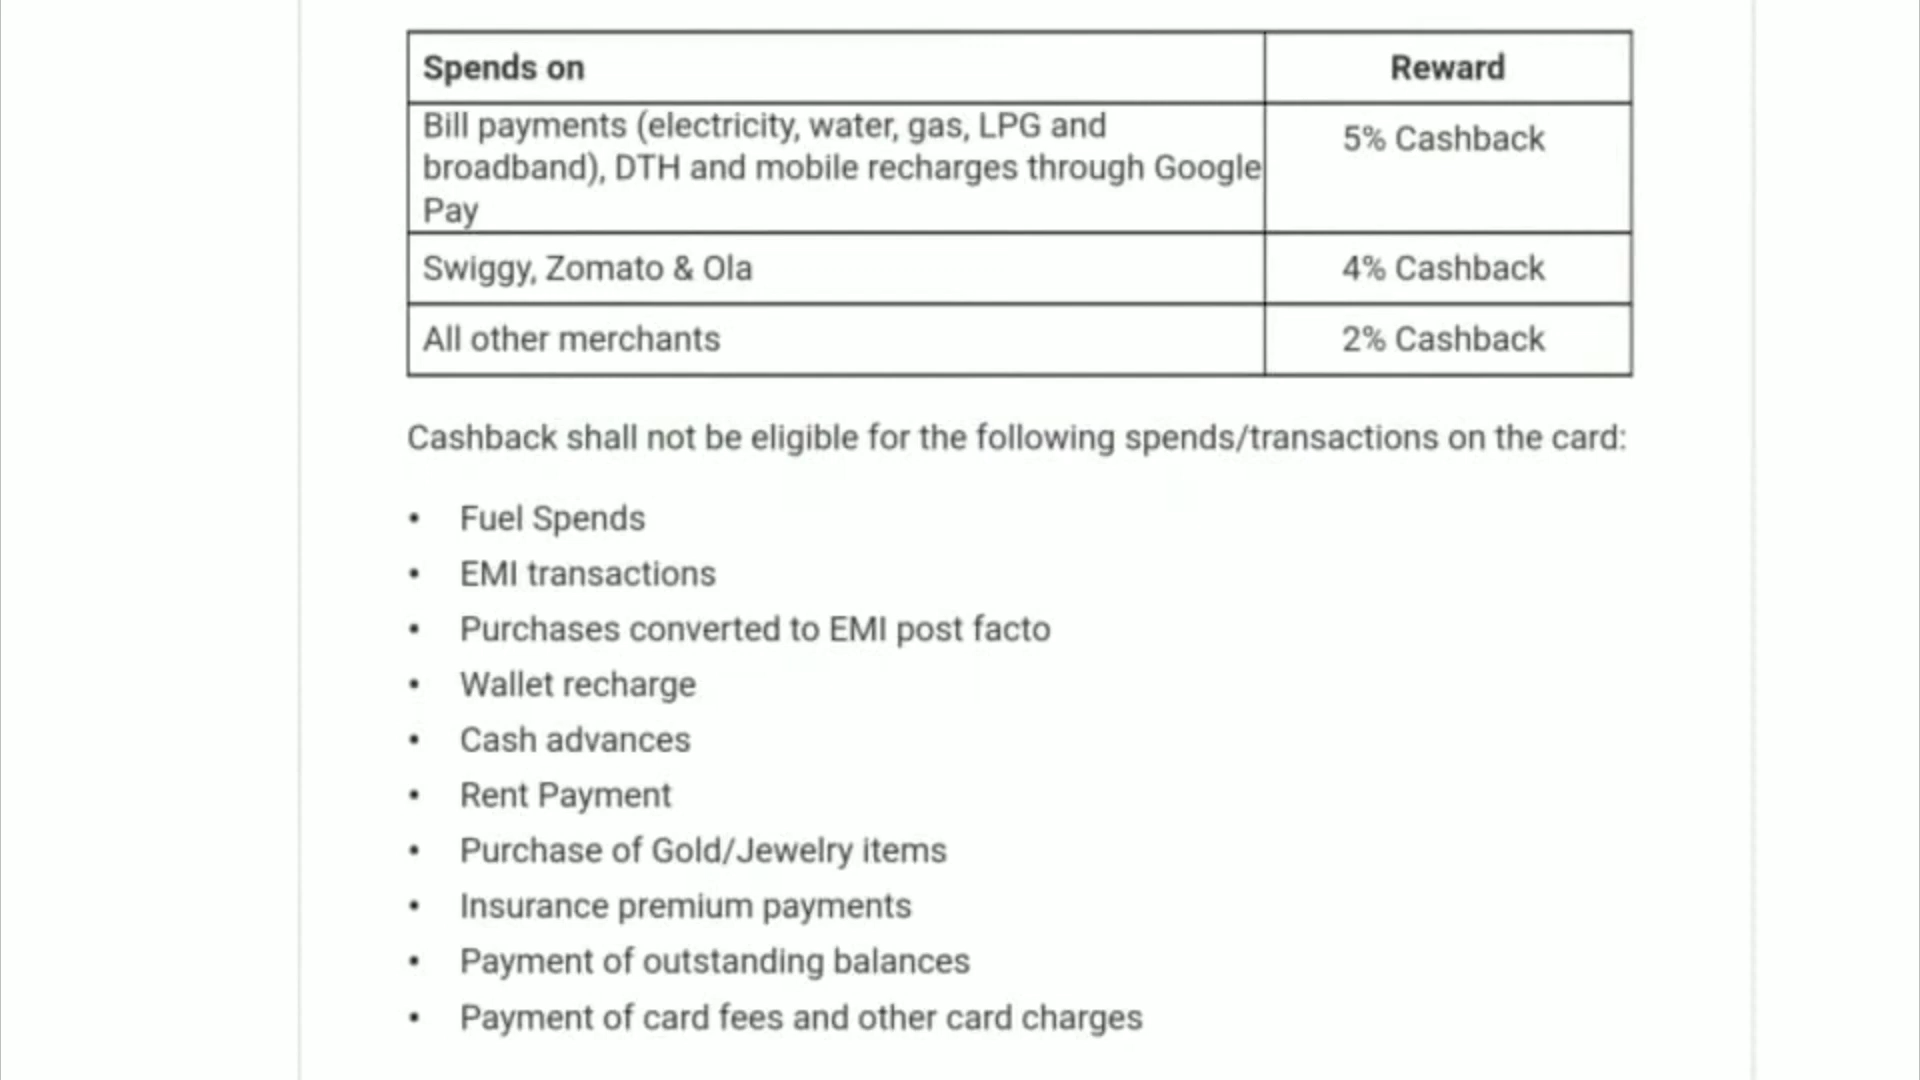 Spends on
Reward
Bill payments (electricity, water, gas, LPG and
broadband), DTH and mobile recharges through Google
Pay
5% Cashback
Swiggy, Zomato & Ola
4% Cashback
All other merchants
2% Cashback
Cashback shall not be eligible for the following spends/transactions on the card:
• Fuel Spends
• EMI transactions
• Purchases converted to EMI post facto
• Wallet recharge
• Cash advances
• Rent Payment
• Purchase of Gold/Jewelry items
• Insurance premium payments
• Payment of outstanding balances
• Payment of card fees and other card charges